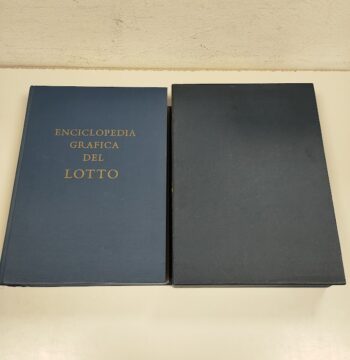 ENCICLOPEDIA
GRAFICA
DEL
LOTTO